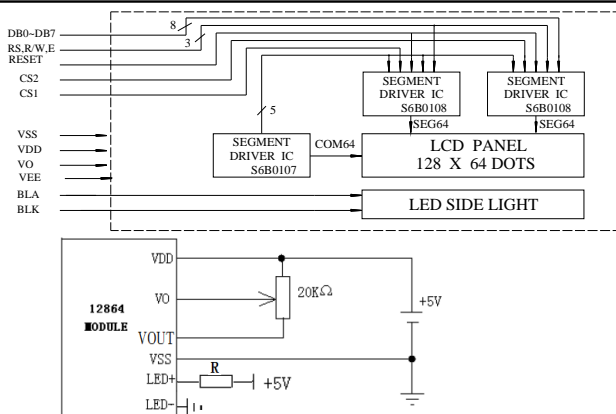 DB0~DB7
8
RS,R/W,E
3
RESET
CS2
CS1
SEGMENT
DRIVER IC
S6B0108
SEGMENT
DRIVER IC
S6B0108
5
SEG64
SEG64
VSS
VDD
VO
VEE
SEGMENT
DRIVER IC
S6B0107
COM64
LCD PANEL
128 X 64 DOTS
BLA
BLK
LED SIDE LIGHT
VDD
VO
20KΩ
+5V
12864
MODULE
VOUT
VSS
LED+
R
+5V
LED-